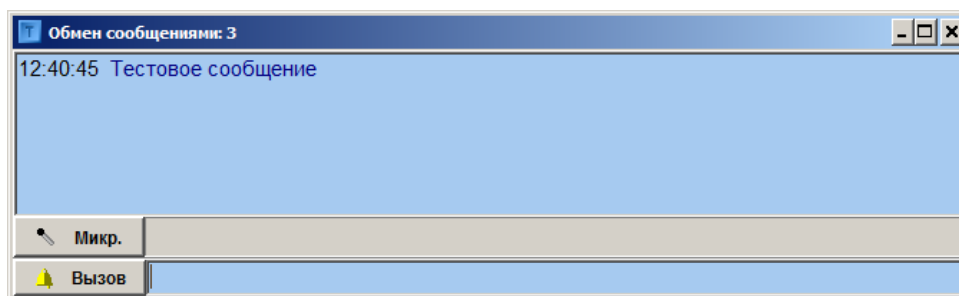 Обмен сообщениями: 3
12:40:45 Тестовое сообщение
Микр.
Вызов